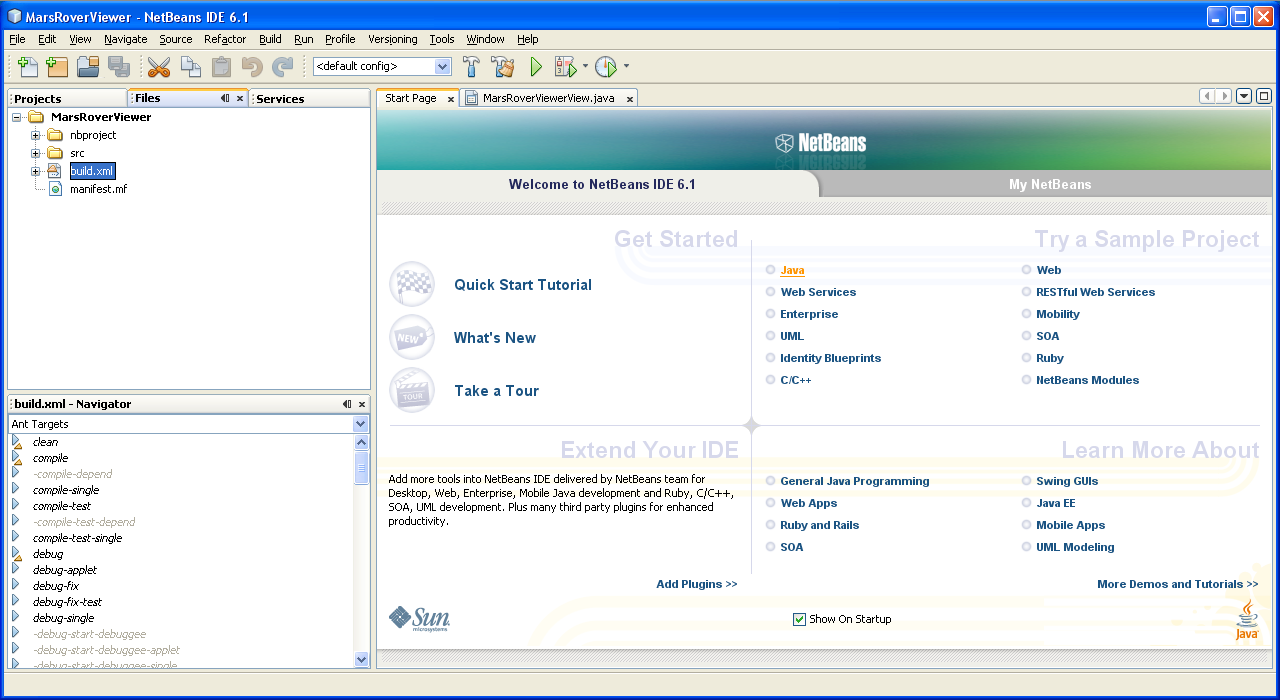 MarsRoverViewer - NetBeans IDE 6.1
File Edit View Navigate Source Refactor Build Run Profile Versioning Tools Window Help
<default config>
Projects Files Services
MarsRoverViewer
nbproject
src
build.xml
manifest.mf
build.xml - Navigator
Ant Targets
clean
compile
-compile-depend
compile-single
compile-test
-compile-test-depend
compile-test-single
debug
debug-applet
debug-fix
debug-fix-test
debug-single
-debug-start-debuggee
-debug-start-debuggee-applet
-debug-start-debuggee-single
Start Page MarsRoverViewerView.java
NetBeans
Welcome to NetBeans IDE 6.1 My NetBeans
Get Started
Quick Start Tutorial
NEW
What's New
TOUR
Take a Tour
Try a Sample Project
Java
Web Services
Enterprise
UML
Identity Blueprints
C/C++
Web
RESTful Web Services
Mobility
SOA
Ruby
NetBeans Modules
Extend Your IDE
Add more tools into NetBeans IDE delivered by NetBeans team for
Desktop, Web, Enterprise, Mobile Java development and Ruby, C/C++,
SOA, UML development. Plus many third party plugins for enhanced
productivity.
Add Plugins >>
Learn More About
General Java Programming
Web Apps
Ruby and Rails
SOA
Swing GUIs
Java EE
Mobile Apps
UML Modeling
More Demos and Tutorials >>
Sun
microsystems
Show On Startup
Java